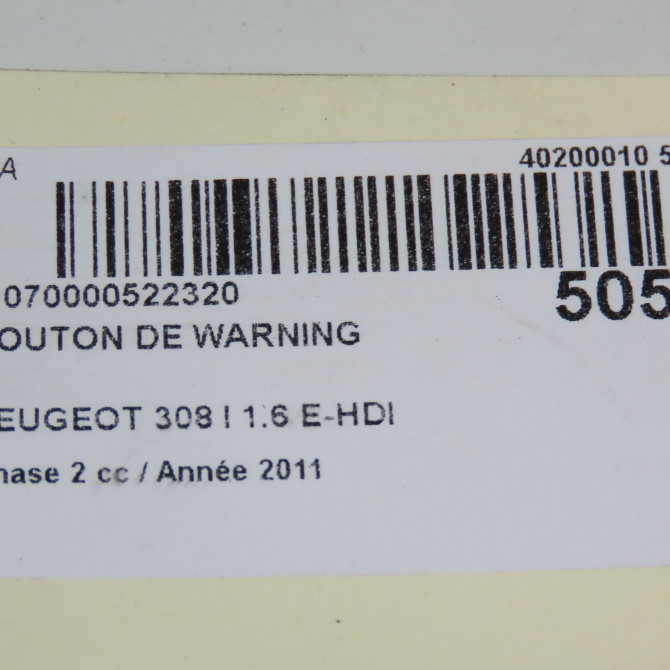 A
40200010 5
070000522320
505
OUTON DE WARNING
EUGEOT 308 I 1.6 E-HDI
hase 2 cc / Année 2011